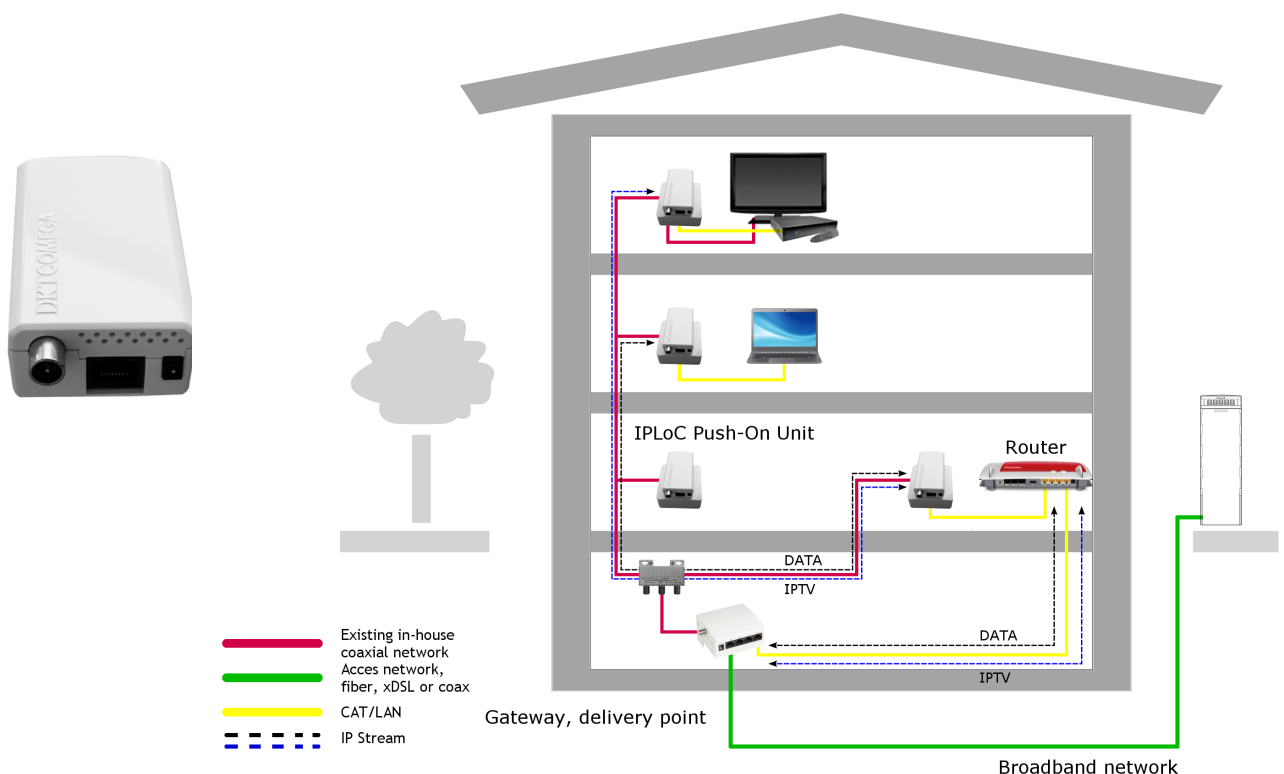 DKTCOMEGA
IPLoC Push-On Unit
Router
DATA
IPTV
DATA
IPTV
Existing in-house
coaxial network
Acces network,
fiber, xDSL or coax
CAT/LAN
IP Stream
Gateway, delivery point
Broadband network